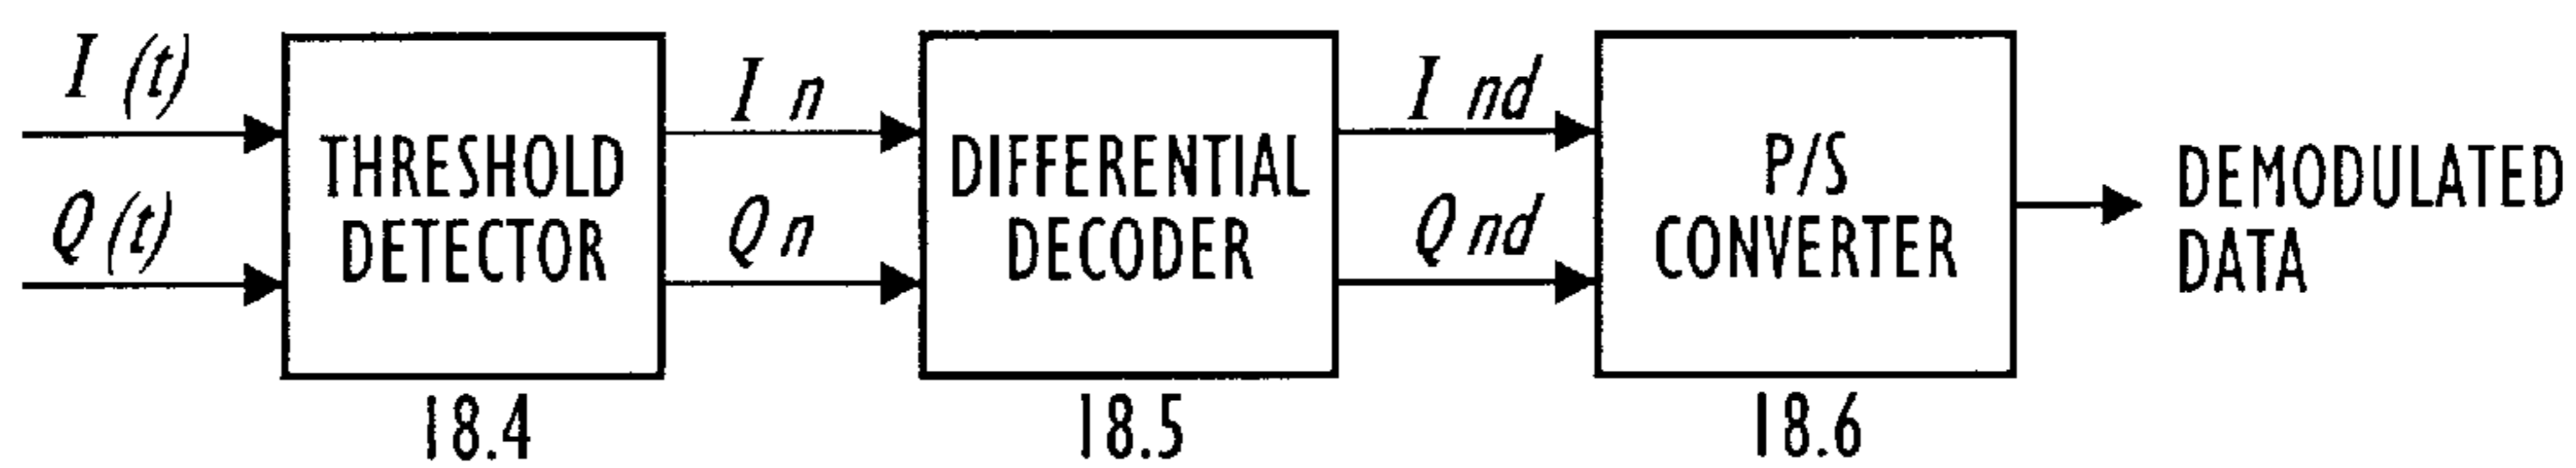 I (t)
Q (t)
THRESHOLD
DETECTOR
18.4
I n
Q n
DIFFERENTIAL
DECODER
18.5
I nd
Q nd
P/S
CONVERTER
18.6
DEMODULATED
DATA